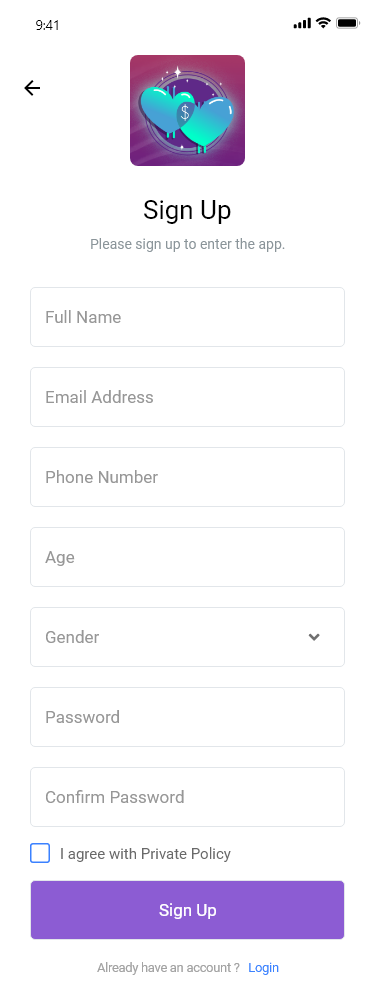 9:41
$
Sign Up
Please sign up to enter the app.
Full Name
Email Address
Phone Number
Age
Gender
Password
Confirm Password
I agree with Private Policy
Sign Up
Already have an account ? Login